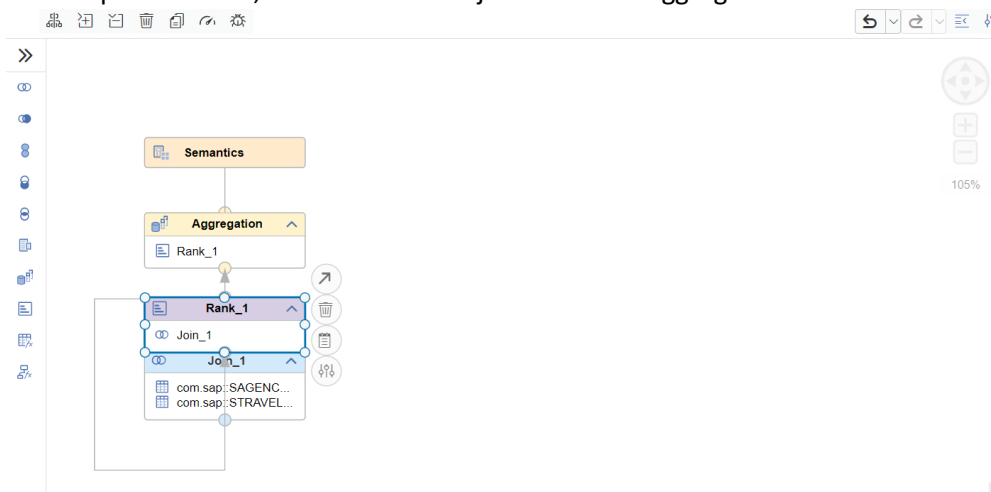 Semantics
Aggregation
Rank_1
Rank_1
Join_1
Join_1
com.sap::SAGENC...
com.sap::STRAVEL...
105%